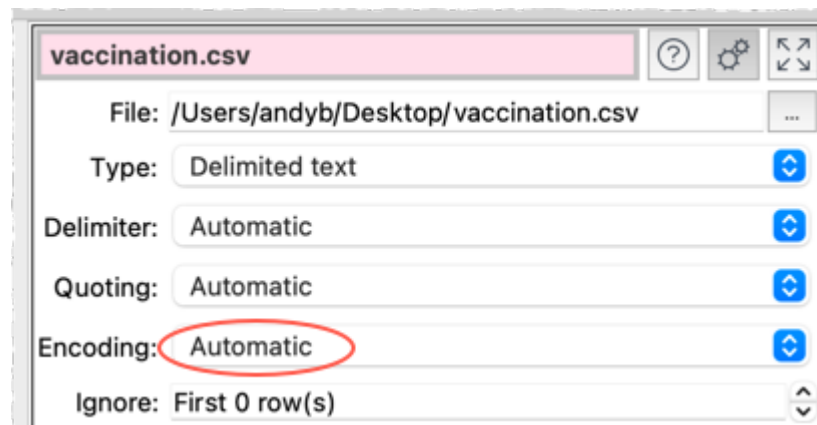 vaccination.csv ?
File: /Users/andyb/Desktop/vaccination.csv ...
Type: Delimited text
Delimiter: Automatic
Quoting: Automatic
Encoding: Automatic
Ignore: First 0 row(s)